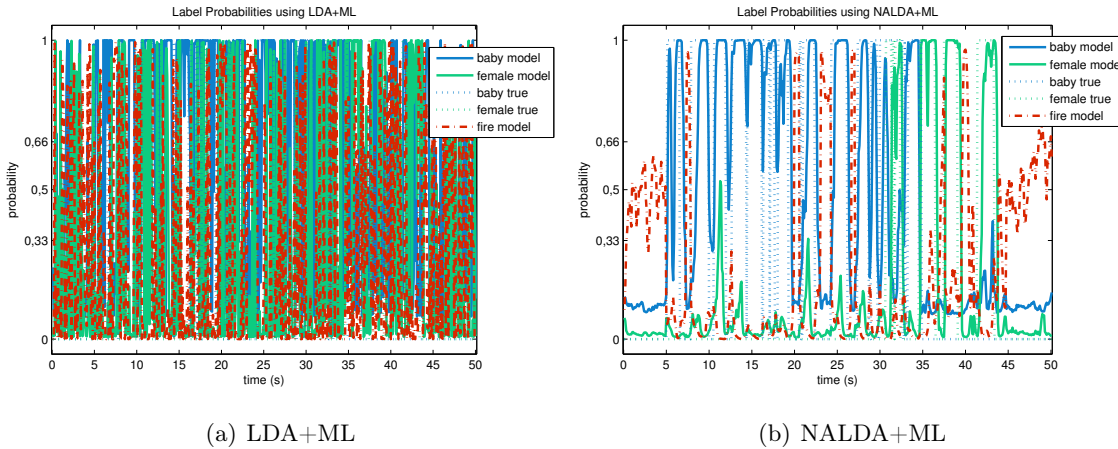 Label Probabilities using LDA+ML
1
0,66
0,5
0,33
0
probability
0 5 10 15 20 25 30 35 40 45 50
time (s)
baby model
female model
baby true
female true
fire model
(a) LDA+ML
Label Probabilities using NALDA+ML
1
0,66
0,5
0,33
0
probability
0 5 10 15 20 25 30 35 40 45 50
time (s)
baby model
female model
baby true
female true
fire model
(b) NALDA+ML